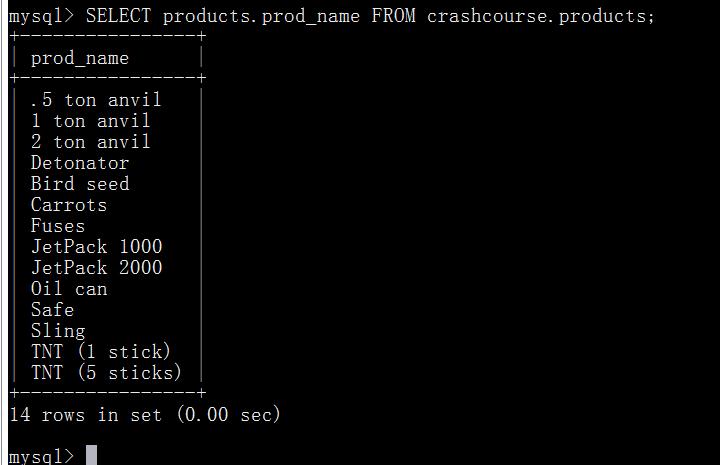 mysql> SELECT products.prod_name FROM crashcourse.products;
+----------------+
| prod_name      |
+----------------+
| .5 ton anvil   |
| 1 ton anvil    |
| 2 ton anvil    |
| Detonator      |
| Bird seed      |
| Carrots        |
| Fuses          |
| JetPack 1000   |
| JetPack 2000   |
| Oil can        |
| Safe           |
| Sling          |
| TNT (1 stick)  |
| TNT (5 sticks) |
+----------------+
14 rows in set (0.00 sec)
mysql>